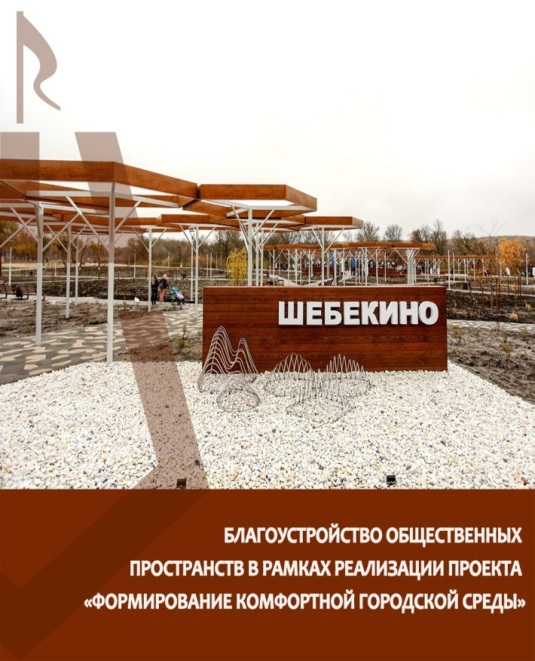 ШЕБЕКИНО
БЛАГОУСТРОЙСТВО ОБЩЕСТВЕННЫХ
ПРОСТРАНСТВ В РАМКАХ РЕАЛИЗАЦИИ ПРОЕКТА
«ФОРМИРОВАНИЕ КОМФОРТНОЙ ГОРОДСКОЙ СРЕДЫ»